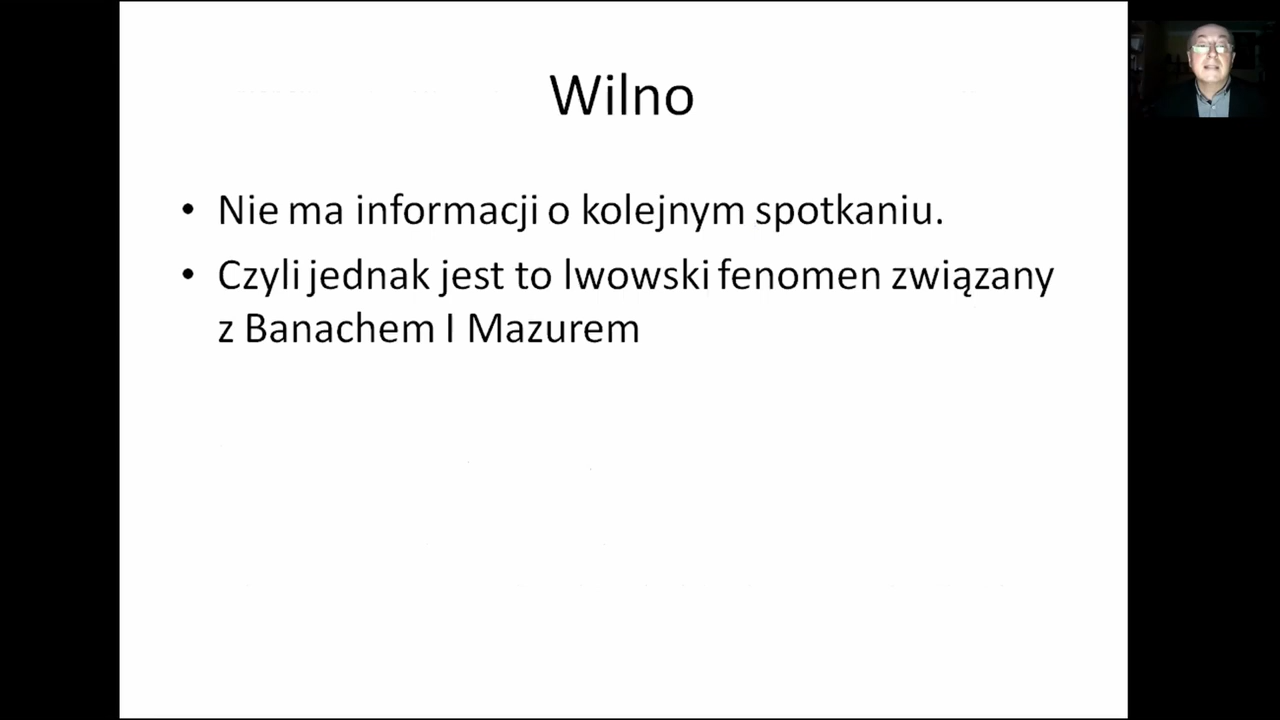 Wilno
• Nie ma informacji o kolejnym spotkaniu.
• Czyli jednak jest to lwowski fenomen związany
z Banachem I Mazurem